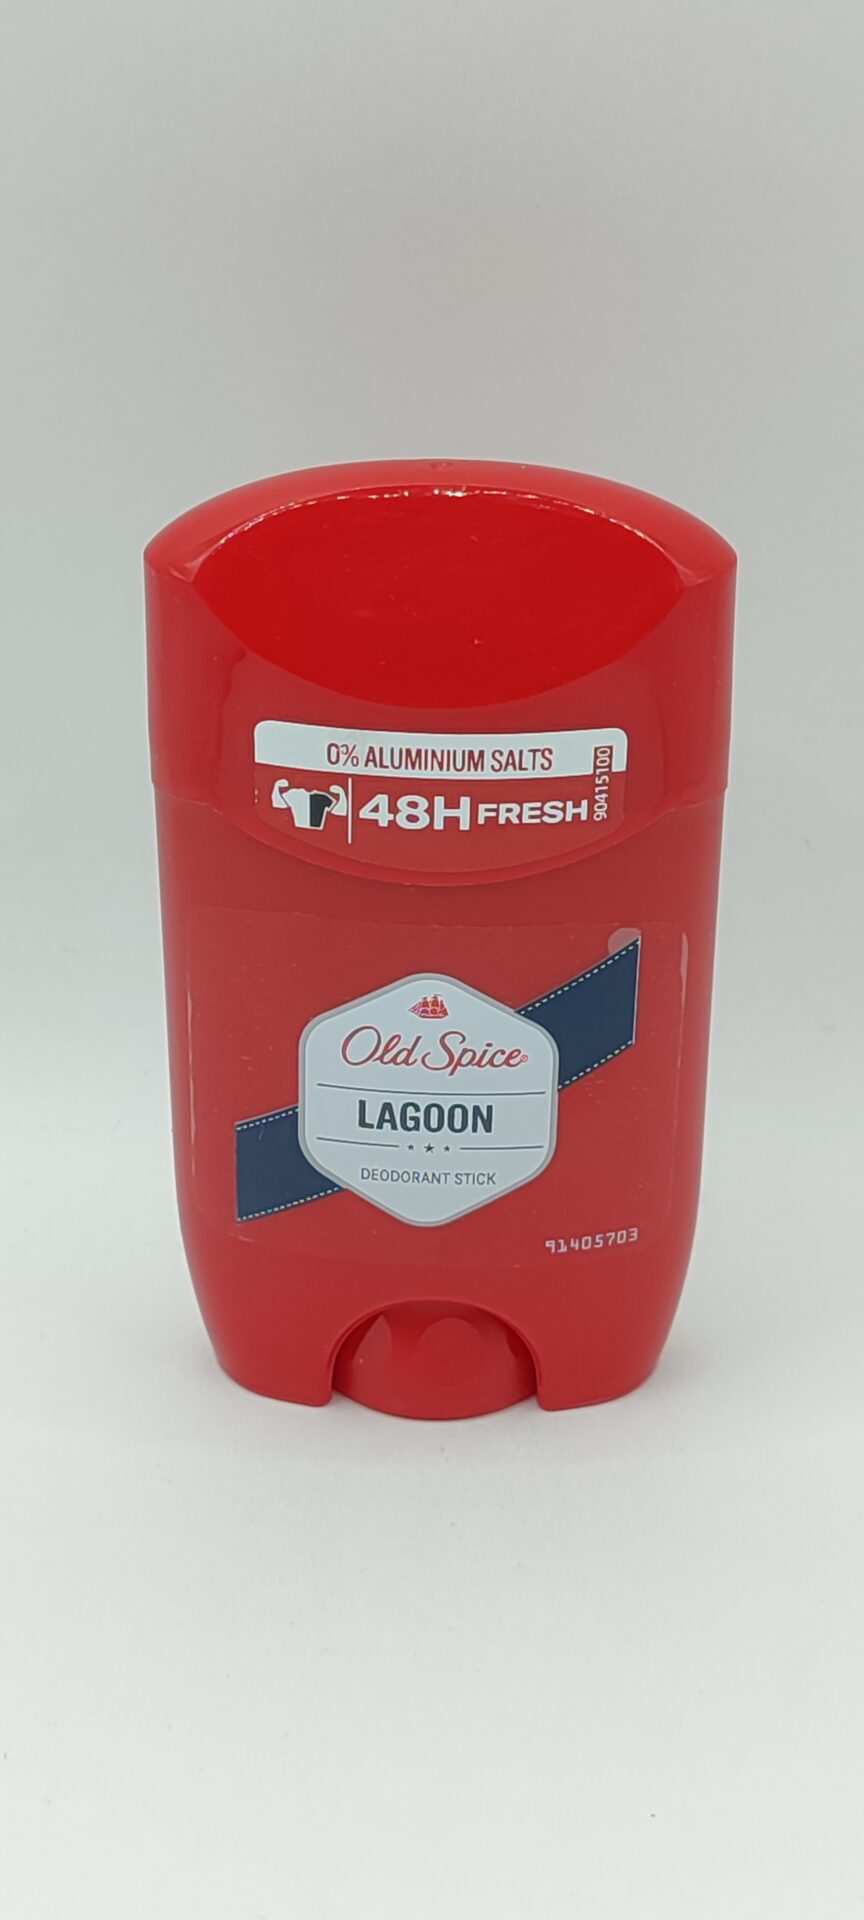 0% ALUMINIUM SALTS
48H FRESH
90415100
Old Spice®
LAGOON
DEODORANT STICK
91405703